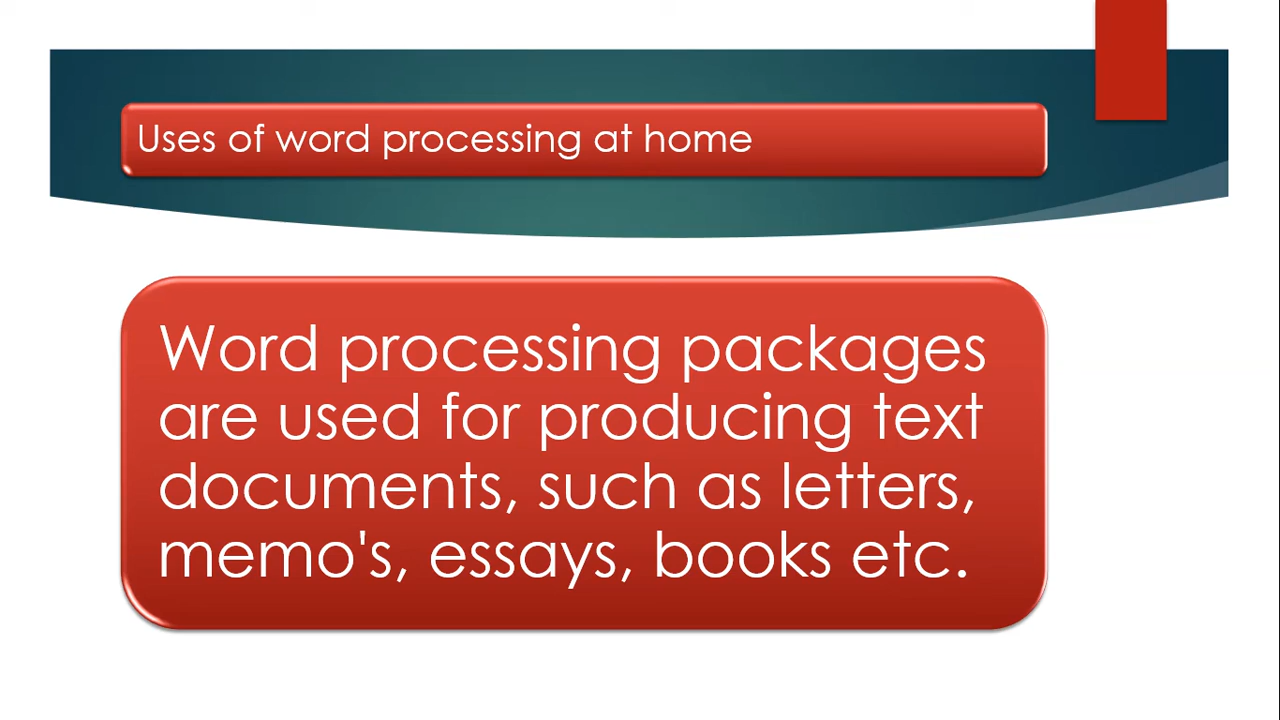 Uses of word processing at home
Word processing packages
are used for producing text
documents, such as letters,
memo's, essays, books etc.